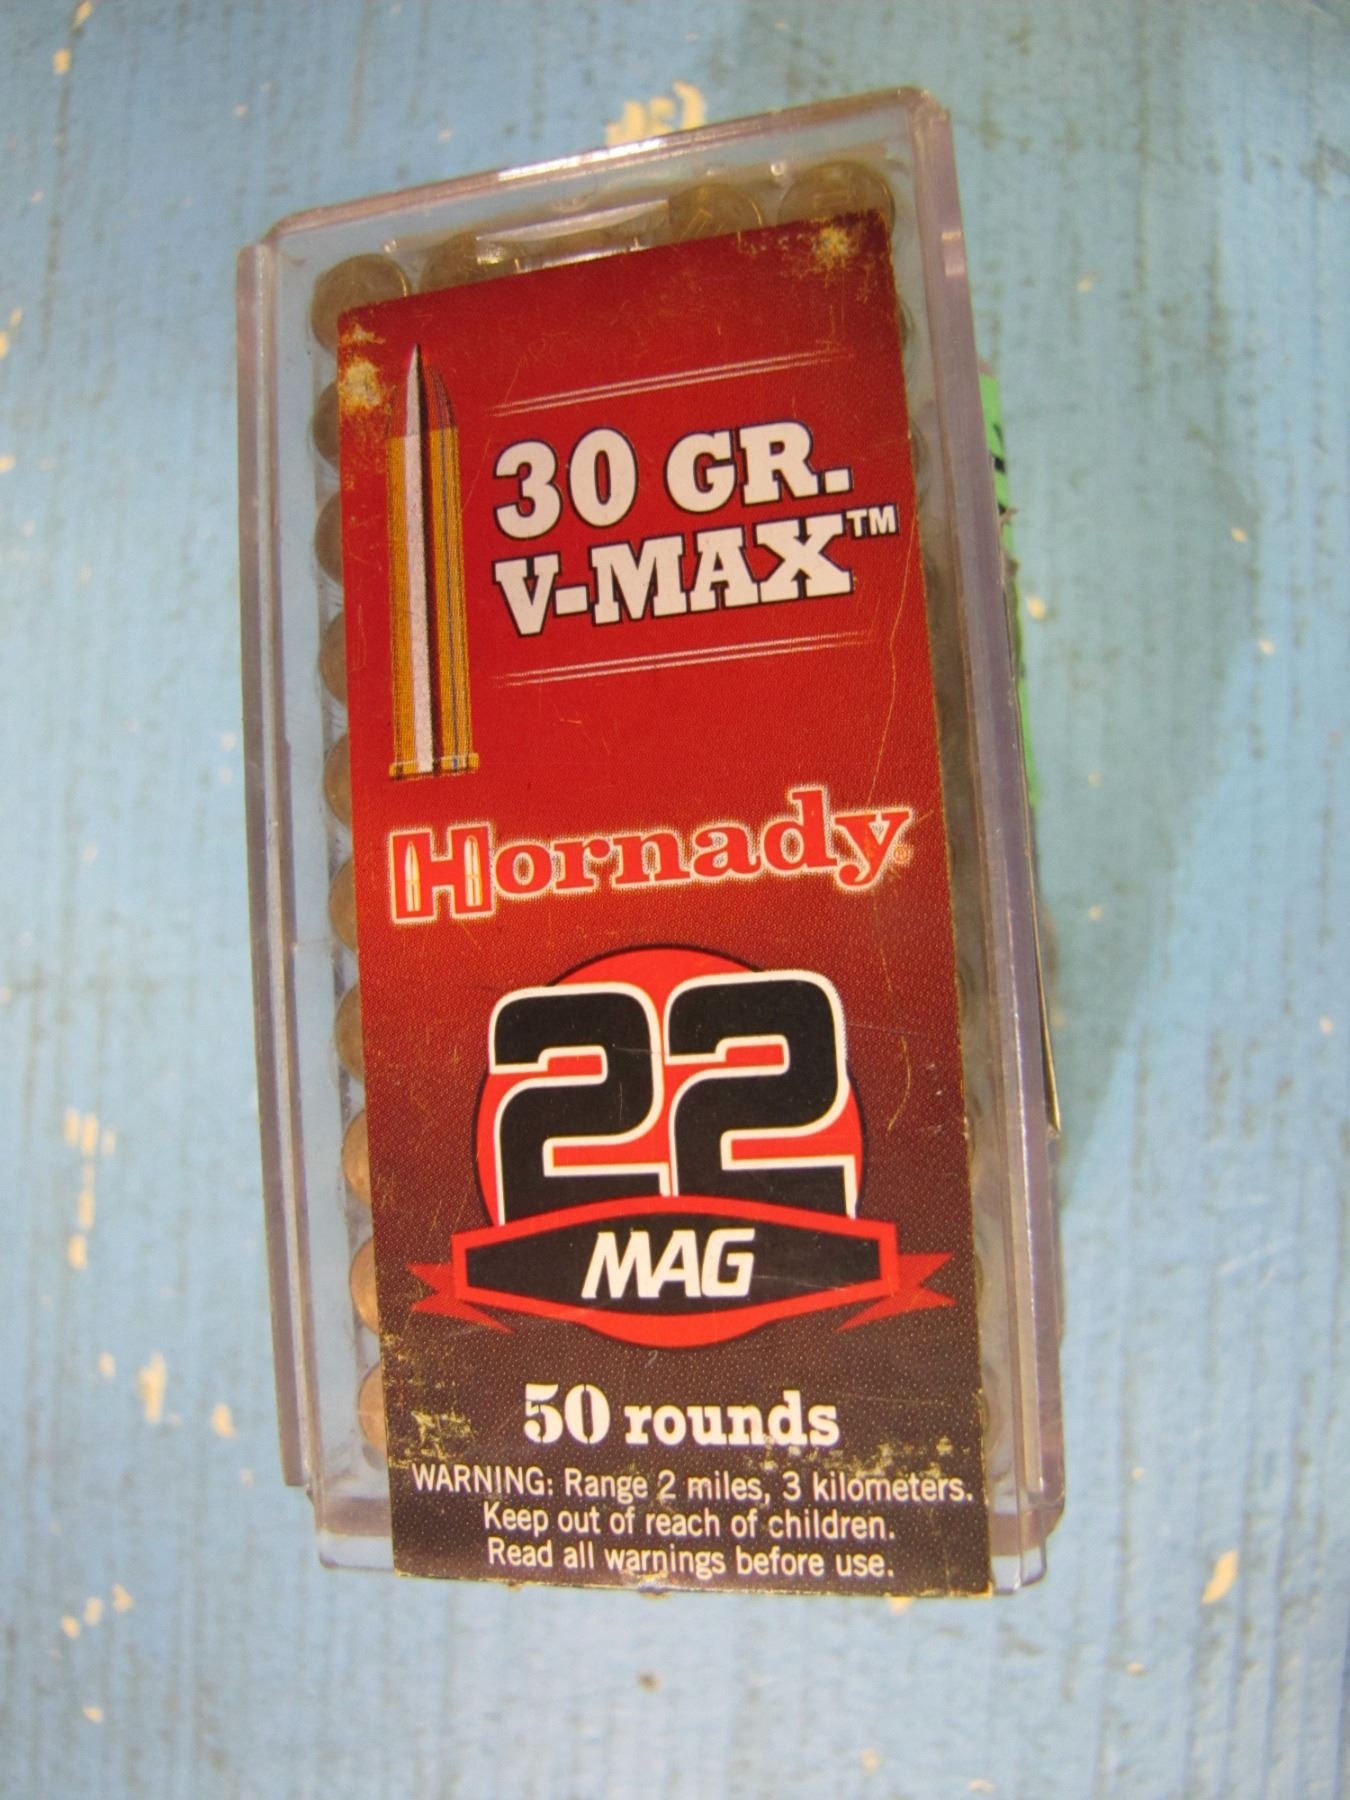 30 GR.
V-MAX™
Hornady®
22
MAG
50 rounds
WARNING: Range 2 miles, 3 kilometers.
Keep out of reach of children.
Read all warnings before use.